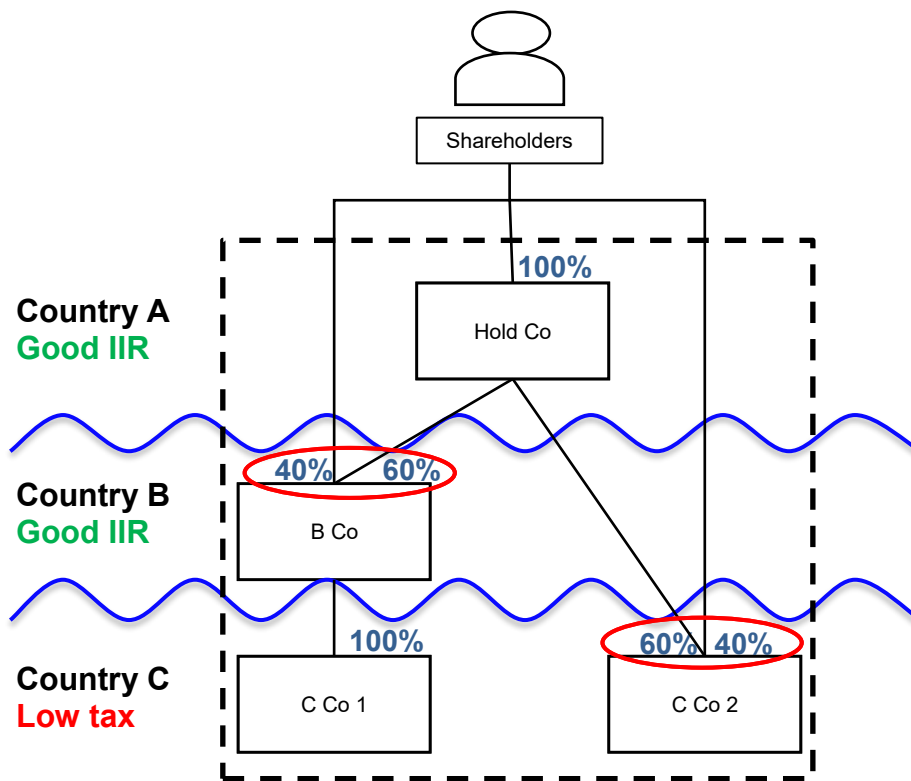 Shareholders
100%
Country A
Good IIR
Hold Co
40%
60%
Country B
Good IIR
B Co
100%
60%
40%
Country C
Low tax
C Co 1
C Co 2